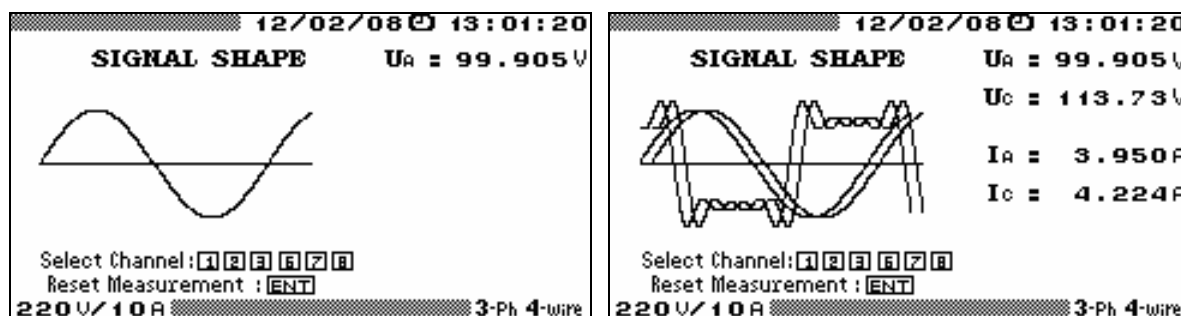 12/02/08 13:01:20
SIGNAL SHAPE UA = 99.905V
Select Channel: 1 2 3 6 7 8
Reset Measurement : ENT
220V/10A 3-Ph 4-wire
12/02/08 13:01:20
SIGNAL SHAPE UA = 99.905V
UC = 113.73V
IA = 3.950A
IC = 4.224A
Select Channel: 1 2 3 6 7 8
Reset Measurement : ENT
220V/10A 3-Ph 4-wire